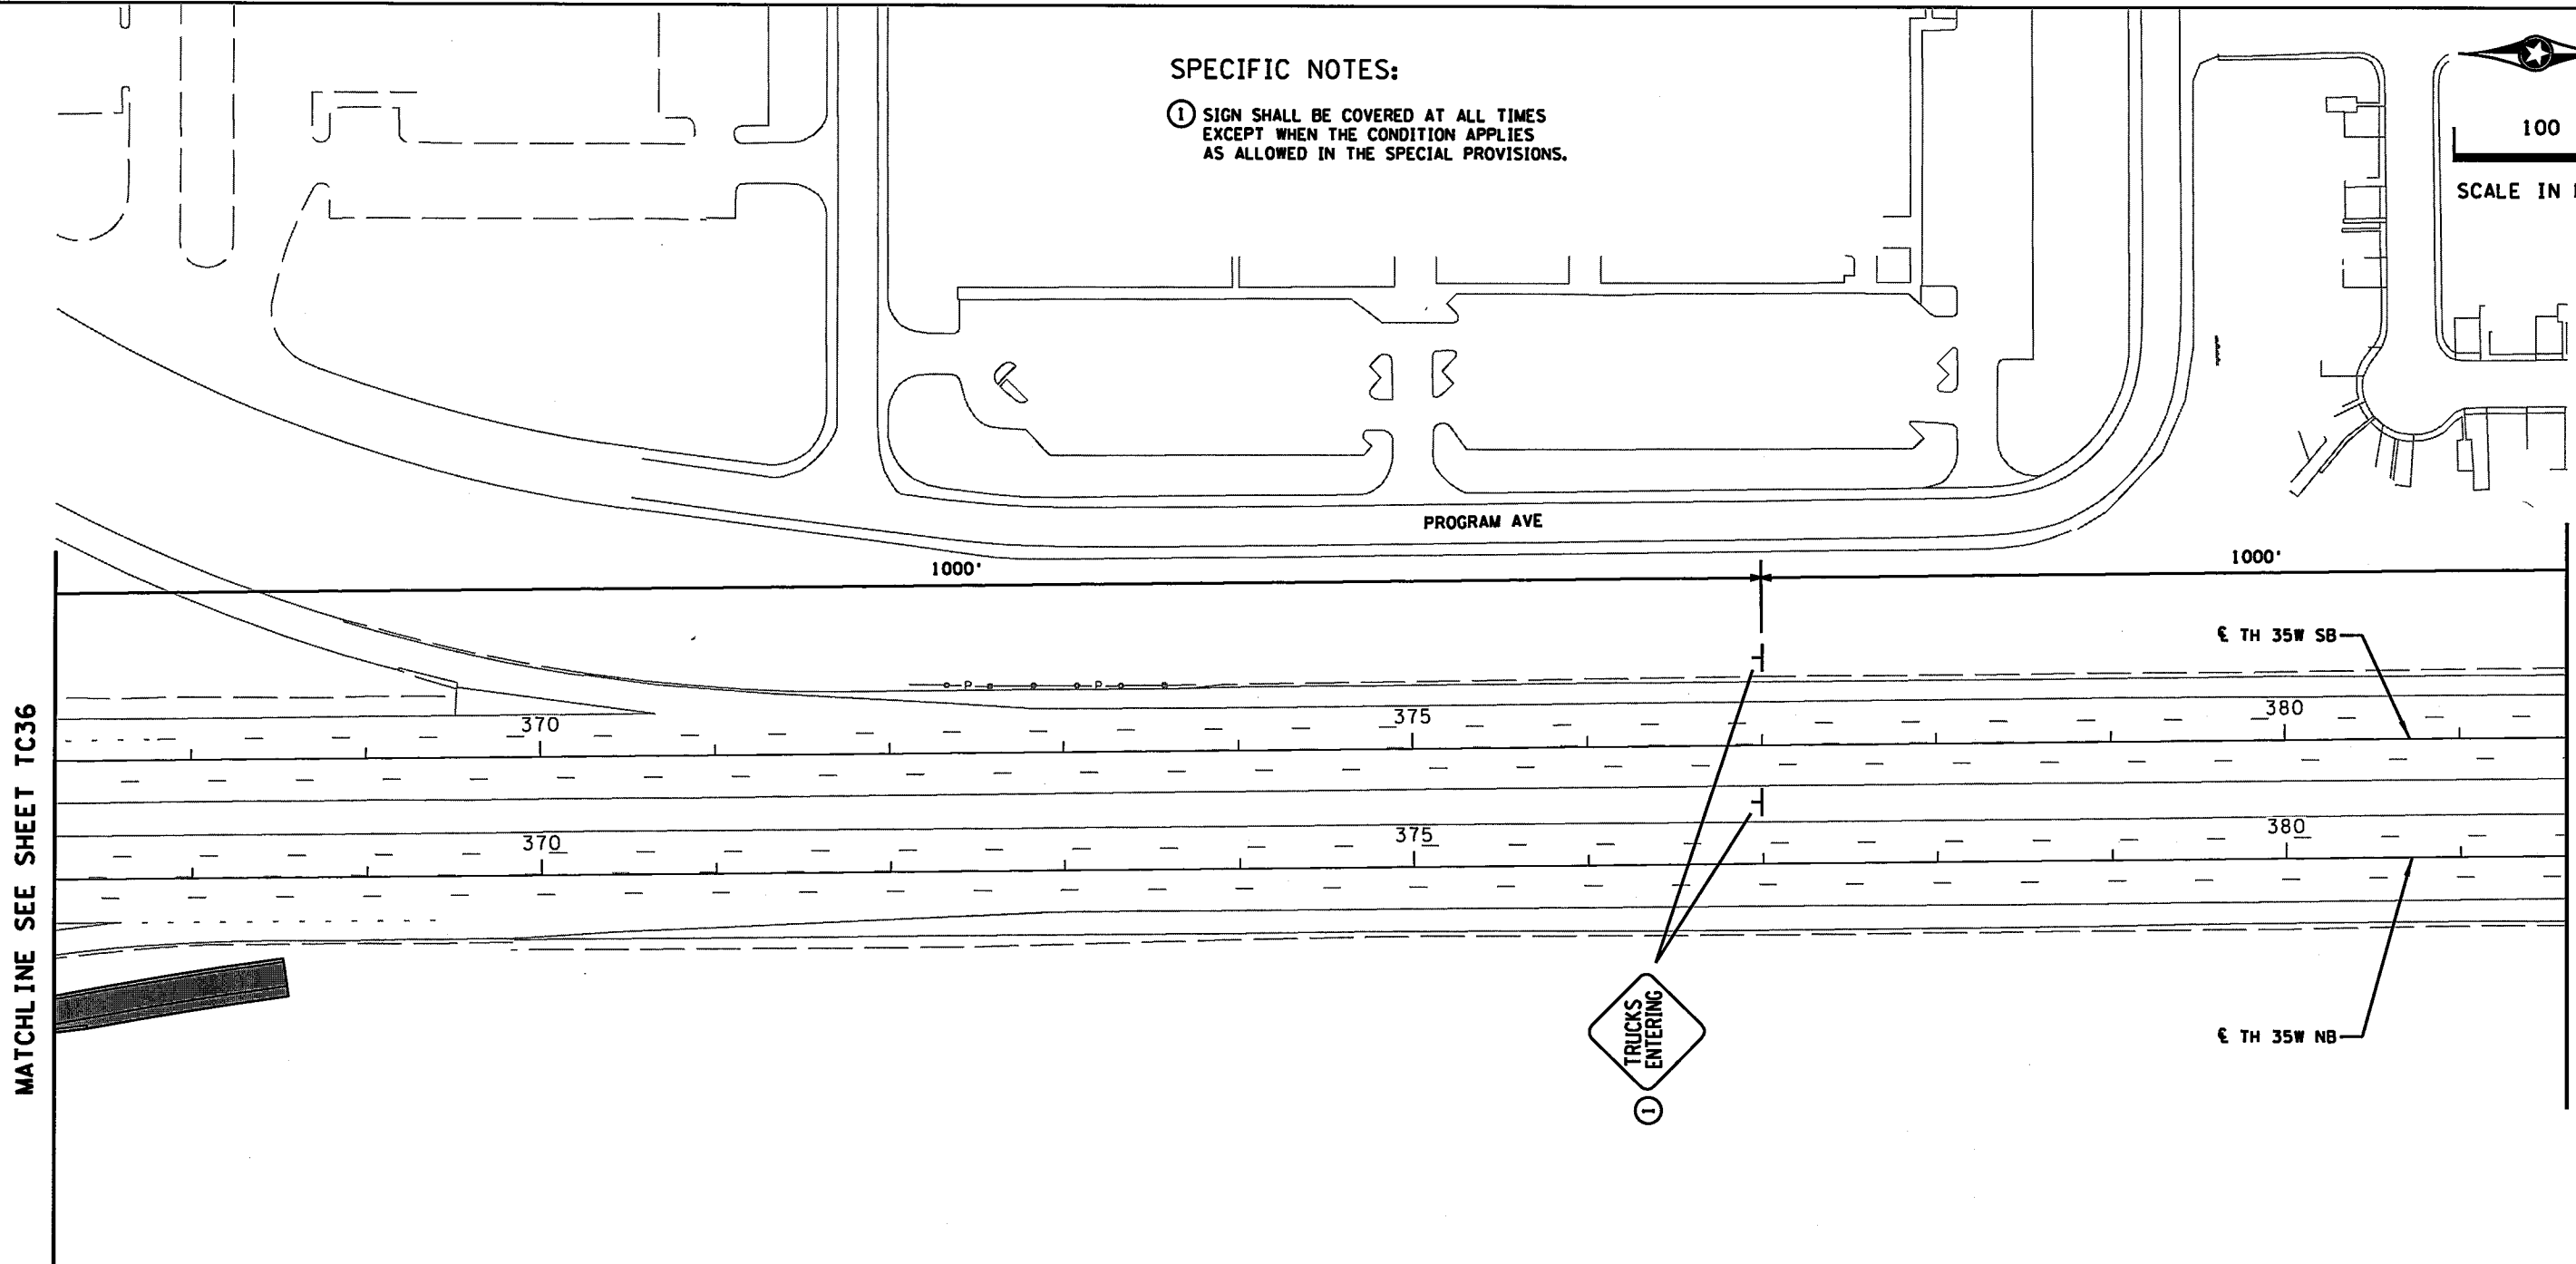 SPECIFIC NOTES:
1 SIGN SHALL BE COVERED AT ALL TIMES
EXCEPT WHEN THE CONDITION APPLIES
AS ALLOWED IN THE SPECIAL PROVISIONS.
100
SCALE IN
PROGRAM AVE
1000'
1000'
℄ TH 35W SB
P
P
370
375
380
370
375
380
MATCHLINE SEE SHEET TC36
TRUCKS
ENTERING
1
℄ TH 35W NB